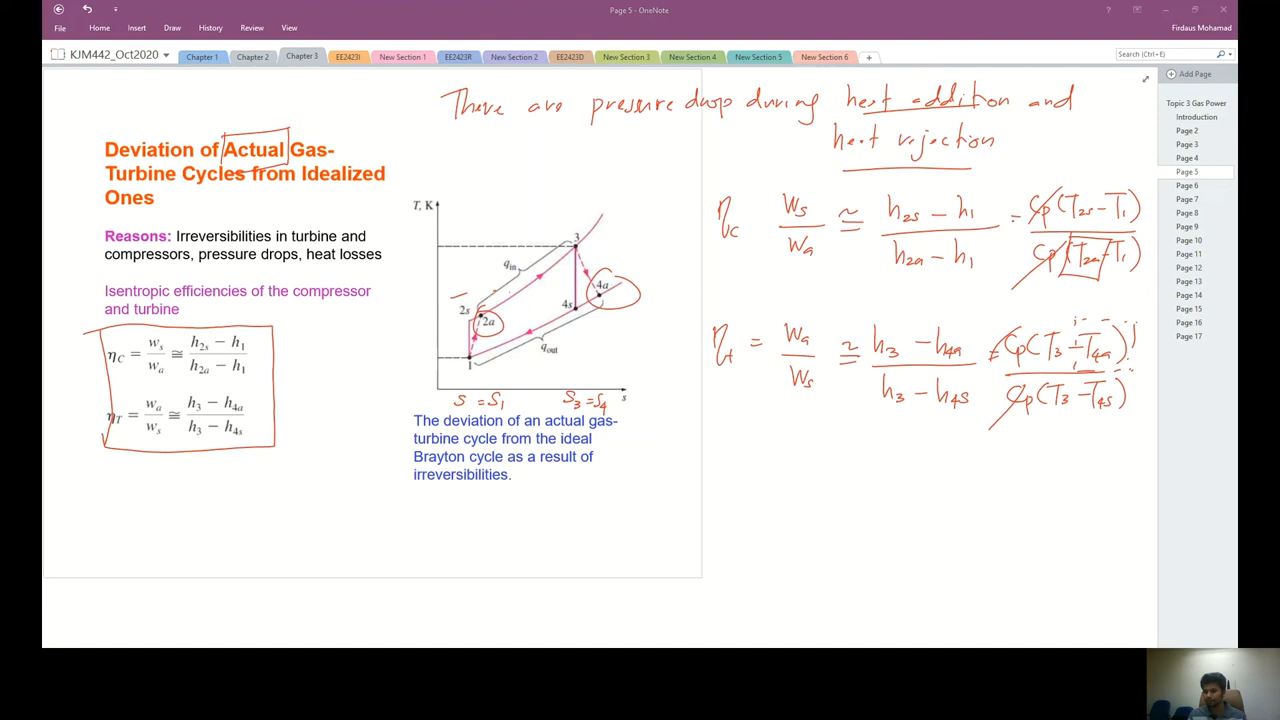 Page 5 - OneNote
File Home Insert Draw History Review View
Firdaus Mohamad
KJM442_Oct2020
Chapter 1 Chapter 2 Chapter 3 EE2423I New Section 1 EE2423R New Section 2 EE2423D New Section 3 New Section 4 New Section 5 New Section 6 +
Search (Ctrl+E)
Add Page
Topic 3 Gas Power
Introduction
Page 2
Page 3
Page 4
Page 5
Page 6
Page 7
Page 8
Page 9
Page 10
Page 11
Page 12
Page 13
Page 14
Page 15
Page 16
Page 17
There are pressure drop during heat addition and
heat rejection
Deviation of Actual Gas-
Turbine Cycles from Idealized
Ones
Reasons: Irreversibilities in turbine and
compressors, pressure drops, heat losses
Isentropic efficiencies of the compressor
and turbine
ηC = ws/wa ≅ (h2s − h1)/(h2a − h1)
ηT = wa/ws ≅ (h3 − h4a)/(h3 − h4s)
T, K
3
qin
4a
2s
4s
2a
qout
1
s
S = S1 S3 = S4
The deviation of an actual gas-
turbine cycle from the ideal
Brayton cycle as a result of
irreversibilities.
ηc Ws/Wa ≅ (h2s − h1)/(h2a − h1) = Cp(T2s − T1)/Cp(T2a − T1)
ηt = Wa/Ws ≅ (h3 − h4a)/(h3 − h4s) = Cp(T3 − T4a)/Cp(T3 − T4s)